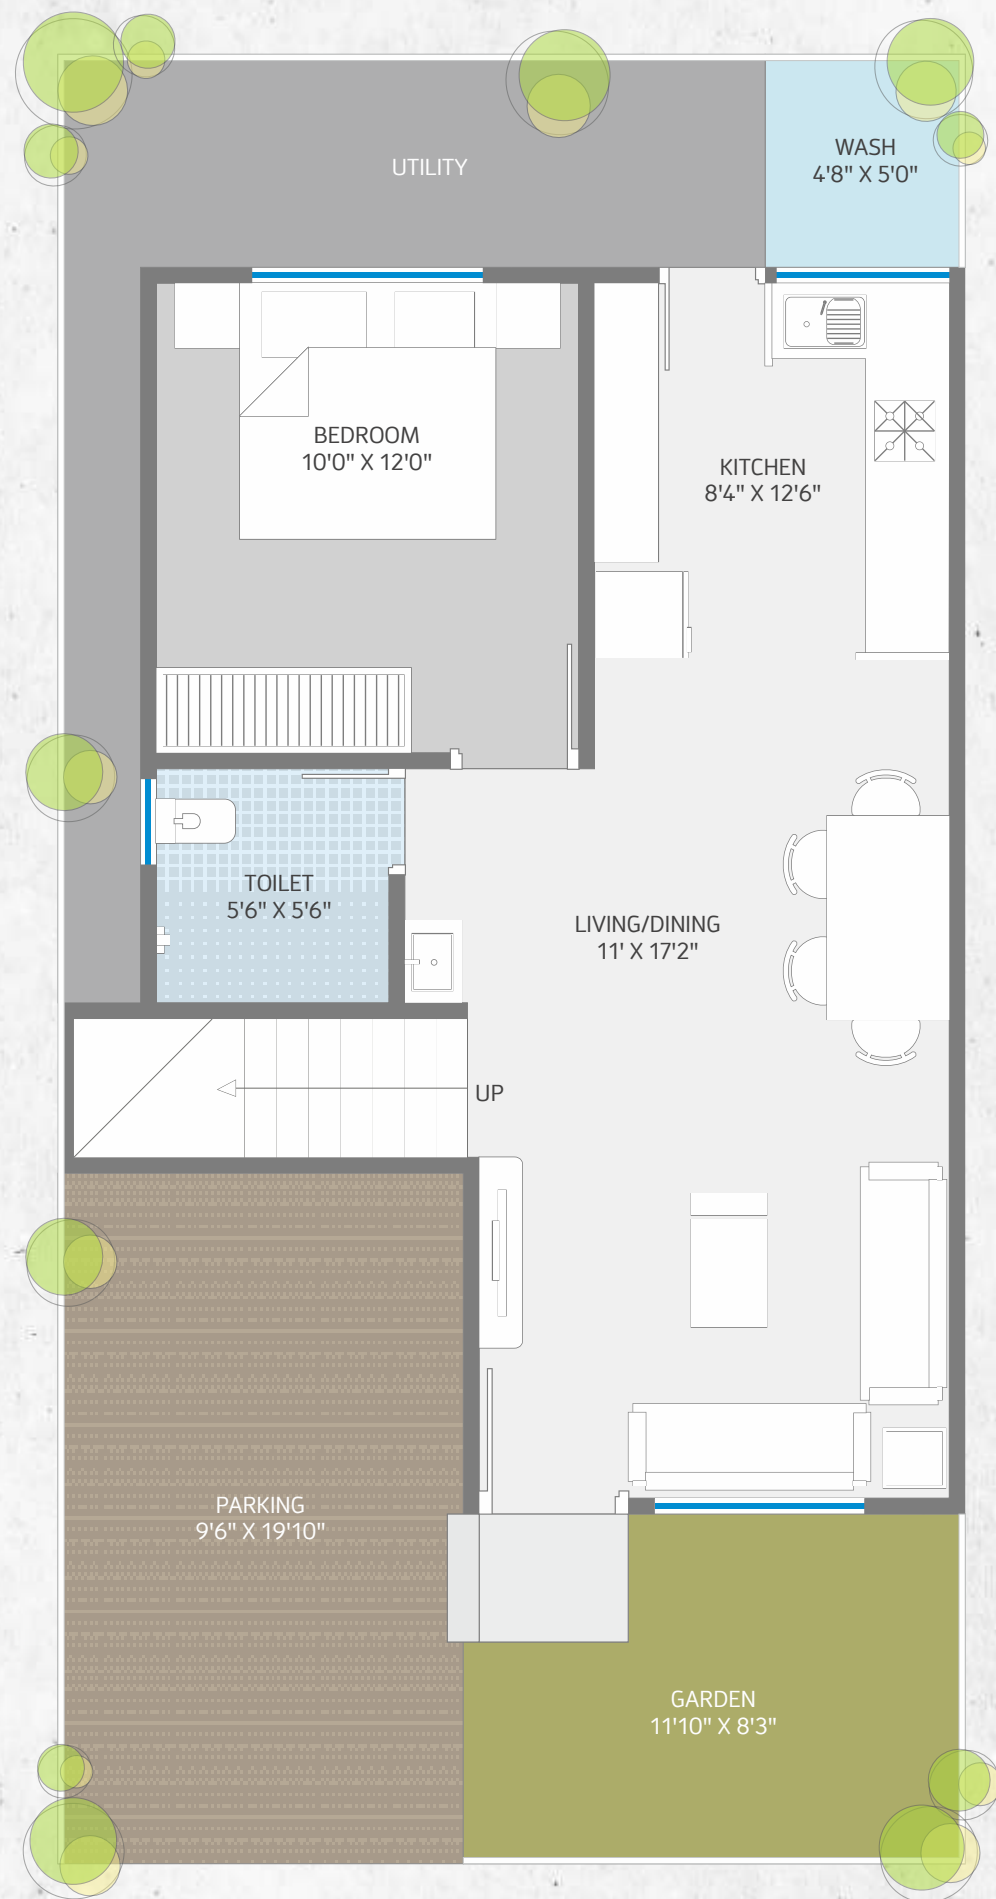 UTILITY
WASH
4'8" X 5'0"
BEDROOM
10'0" X 12'0"
KITCHEN
8'4" X 12'6"
TOILET
5'6" X 5'6"
LIVING/DINING
11' X 17'2"
UP
PARKING
9'6" X 19'10"
GARDEN
11'10" X 8'3"